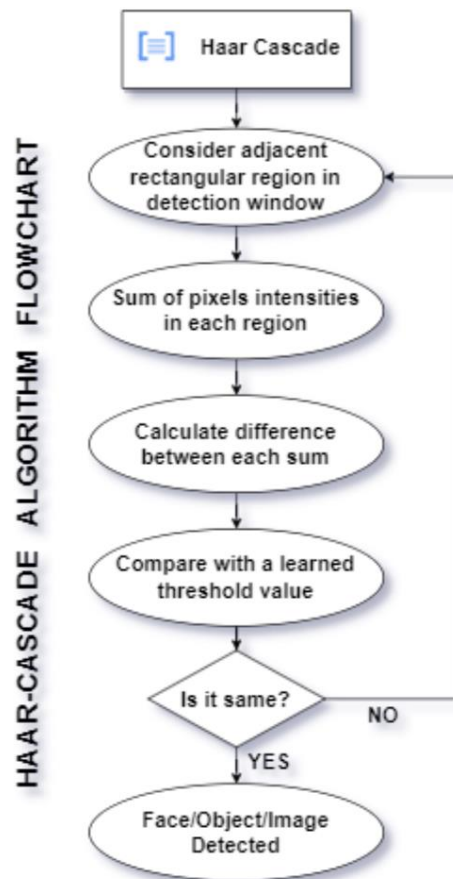 HAAR-CASCADE ALGORITHM FLOWCHART
Haar Cascade
Consider adjacent
rectangular region in
detection window
Sum of pixels intensities
in each region
Calculate difference
between each sum
Compare with a learned
threshold value
Is it same?
NO
YES
Face/Object/Image
Detected